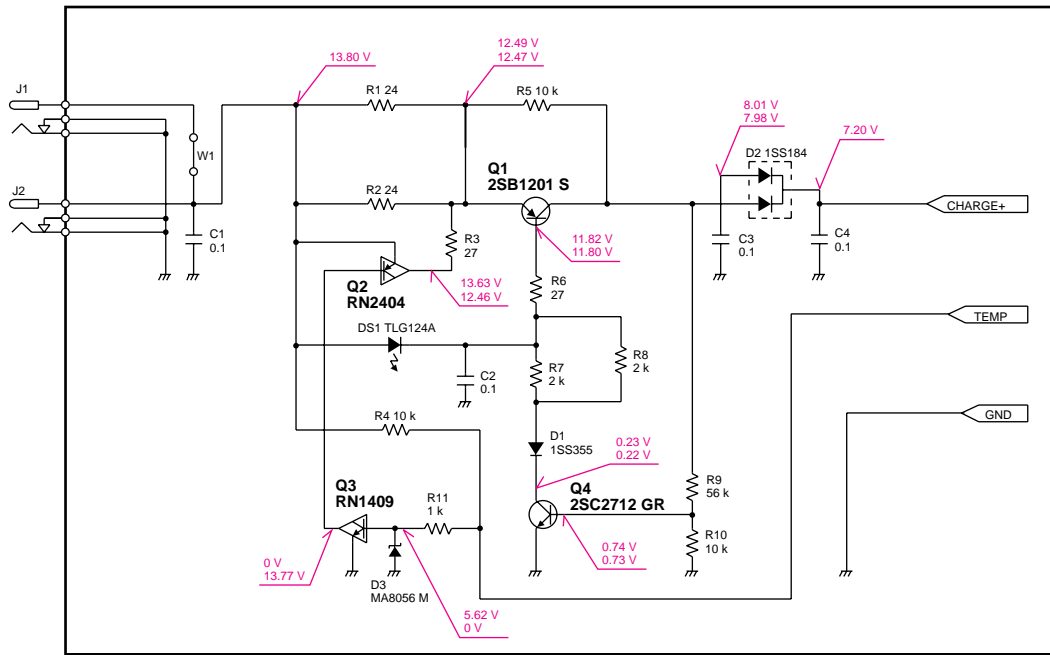 13.80 V
12.49 V
12.47 V
J1
R1 24
R5 10 k
8.01 V
7.98 V
7.20 V
W1
D2 1SS184
Q1
2SB1201 S
J2
R2 24
CHARGE+
C1
0.1
R3
27
11.82 V
11.80 V
C3
0.1
C4
0.1
Q2
RN2404
13.63 V
12.46 V
R6
27
TEMP
DS1 TLG124A
R7
2 k
R8
2 k
C2
0.1
R4 10 k
GND
D1
1SS355
0.23 V
0.22 V
Q3
RN1409
R11
1 k
Q4
2SC2712 GR
R9
56 k
R10
10 k
0 V
13.77 V
0.74 V
0.73 V
D3
MA8056 M
5.62 V
0 V